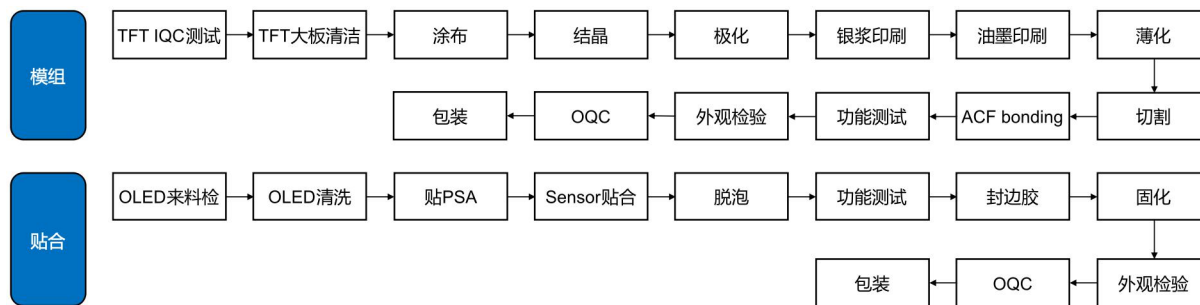 模组
TFT IQC测试
TFT大板清洁
涂布
结晶
极化
银浆印刷
油墨印刷
薄化
切割
ACF bonding
功能测试
外观检验
OQC
包装
贴合
OLED来料检
OLED清洗
贴PSA
Sensor贴合
脱泡
功能测试
封边胶
固化
外观检验
OQC
包装